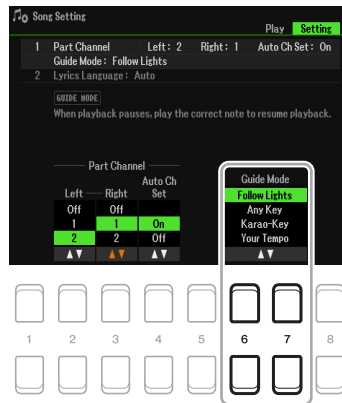 Song Setting
Play Setting
1 Part Channel Left: 2 Right: 1 Auto Ch Set: On
Guide Mode: Follow Lights
2 Lyrics Language: Auto
GUIDE MODE
When playback pauses, play the correct note to resume playback.
Part Channel
Left Right Auto Ch Set
Off Off
1 1 On
2 2 Off
Guide Mode
Follow Lights
Any Key
Karao-Key
Your Tempo
1 2 3 4 5 6 7 8